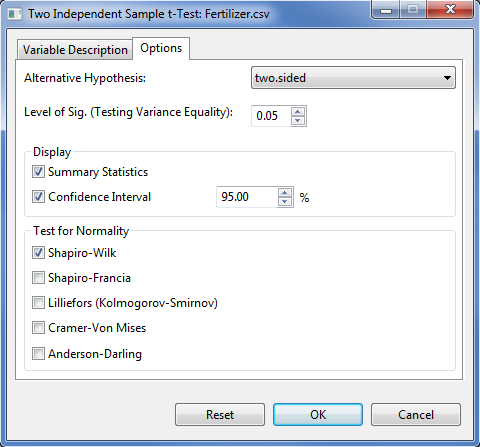 Two Independent Sample t-Test: Fertilizer.csv
Variable Description Options
Alternative Hypothesis: two.sided
Level of Sig. (Testing Variance Equality): 0.05
Display
Summary Statistics
Confidence Interval 95.00 %
Test for Normality
Shapiro-Wilk
Shapiro-Francia
Lilliefors (Kolmogorov-Smirnov)
Cramer-Von Mises
Anderson-Darling
Reset OK Cancel